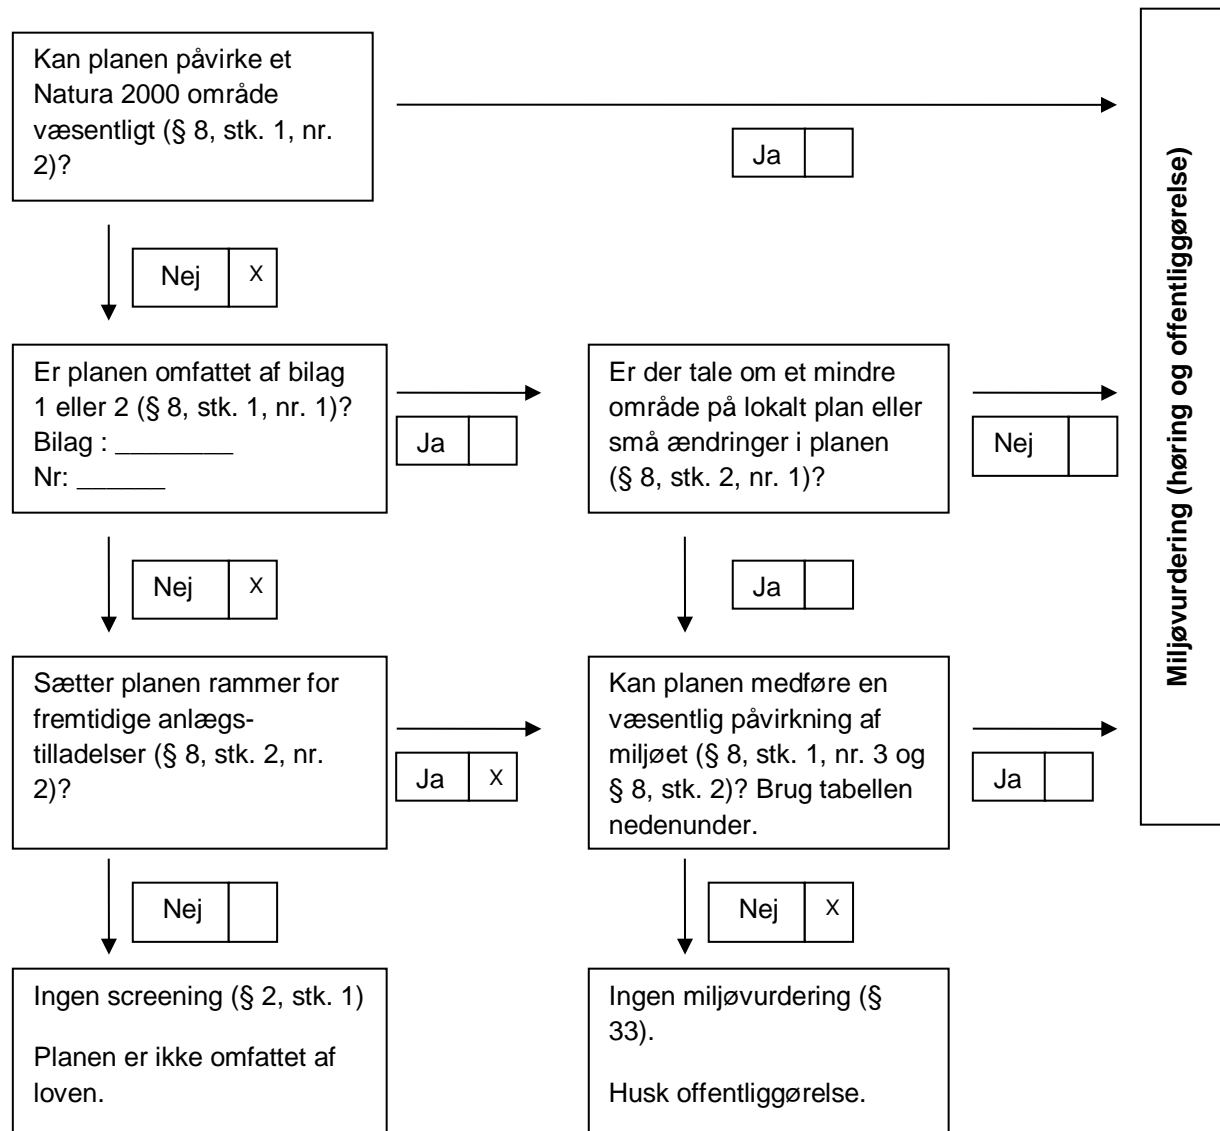 Kan planen påvirke et
Natura 2000 område
væsentligt (§ 8, stk. 1, nr.
2)?
Ja
Nej X
Er planen omfattet af bilag
1 eller 2 (§ 8, stk. 1, nr. 1)?
Bilag : ________
Nr: ______
Ja
Er der tale om et mindre
område på lokalt plan eller
små ændringer i planen
(§ 8, stk. 2, nr. 1)?
Nej
Nej X
Ja
Sætter planen rammer for
fremtidige anlægs-
tilladelser (§ 8, stk. 2, nr.
2)?
Ja X
Kan planen medføre en
væsentlig påvirkning af
miljøet (§ 8, stk. 1, nr. 3 og
§ 8, stk. 2)? Brug tabellen
nedenunder.
Ja
Nej
Nej X
Ingen screening (§ 2, stk. 1)
Planen er ikke omfattet af
loven.
Ingen miljøvurdering (§
33).
Husk offentliggørelse.
Miljøvurdering (høring og offentliggørelse)